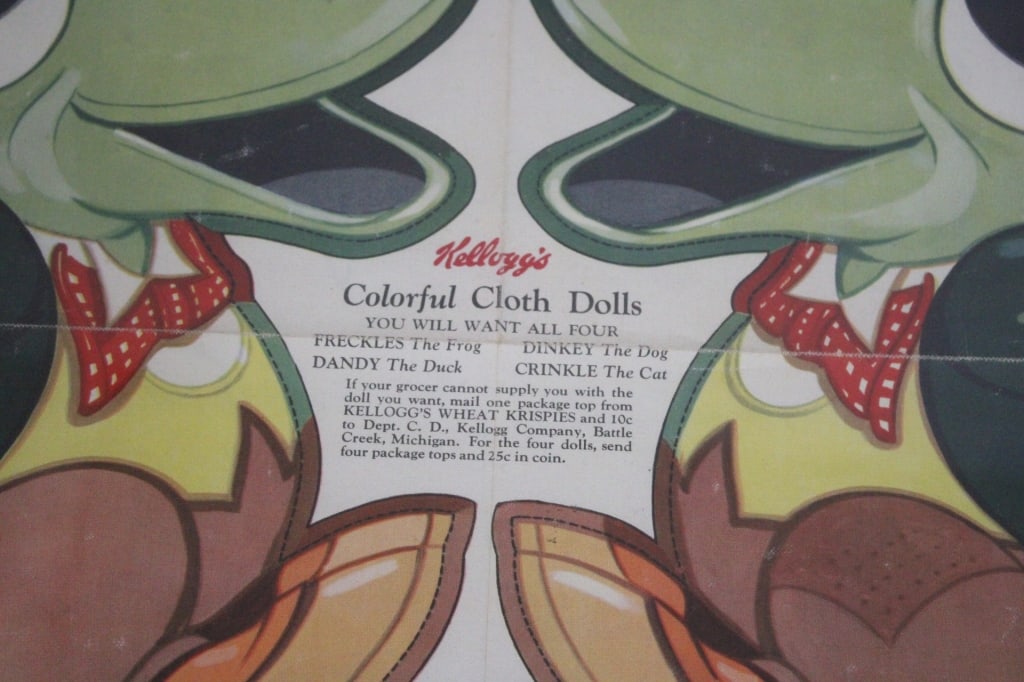 Kellogg's
Colorful Cloth Dolls
YOU WILL WANT ALL FOUR
FRECKLES The Frog DINKEY The Dog
DANDY The Duck CRINKLE The Cat
If your grocer cannot supply you with the
doll you want, mail one package top from
KELLOGG'S WHEAT KRISPIES and 10c
to Dept. C. D., Kellogg Company, Battle
Creek, Michigan. For the four dolls, send
four package tops and 25c in coin.